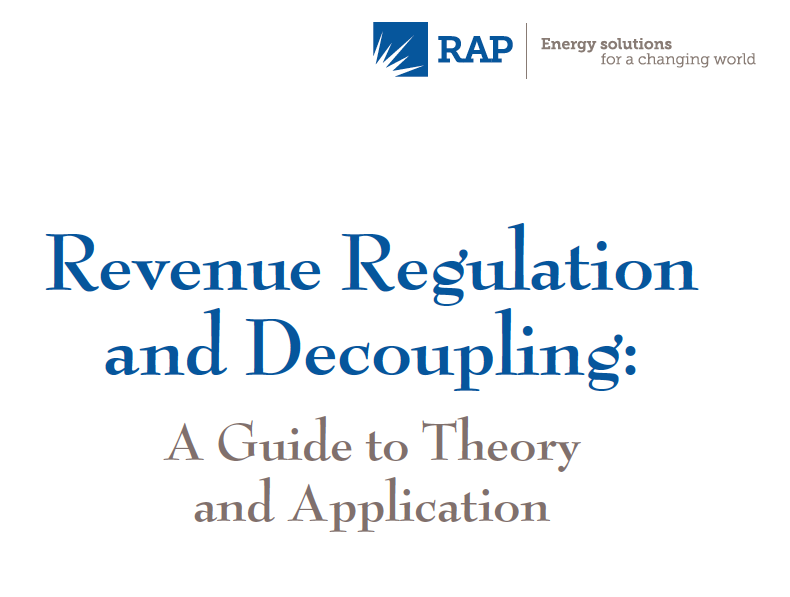 RAP
Energy solutions
for a changing world
Revenue Regulation
and Decoupling:
A Guide to Theory
and Application